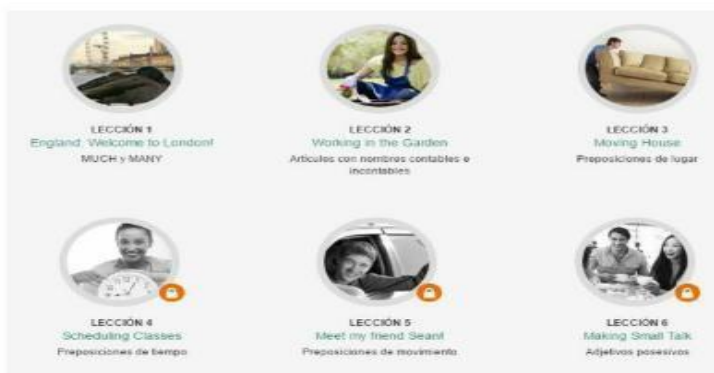 LECCIÓN 1
England: Welcome to London!
MUCH y MANY
LECCIÓN 2
Working in the Garden
Artículos con nombres contables e
incontables
LECCIÓN 3
Moving House
Preposiciones de lugar
LECCIÓN 4
Scheduling Classes
Preposiciones de tiempo
LECCIÓN 5
Meet my friend Sean!
Preposiciones de movimiento
LECCIÓN 6
Making Small Talk
Adjetivos posesivos